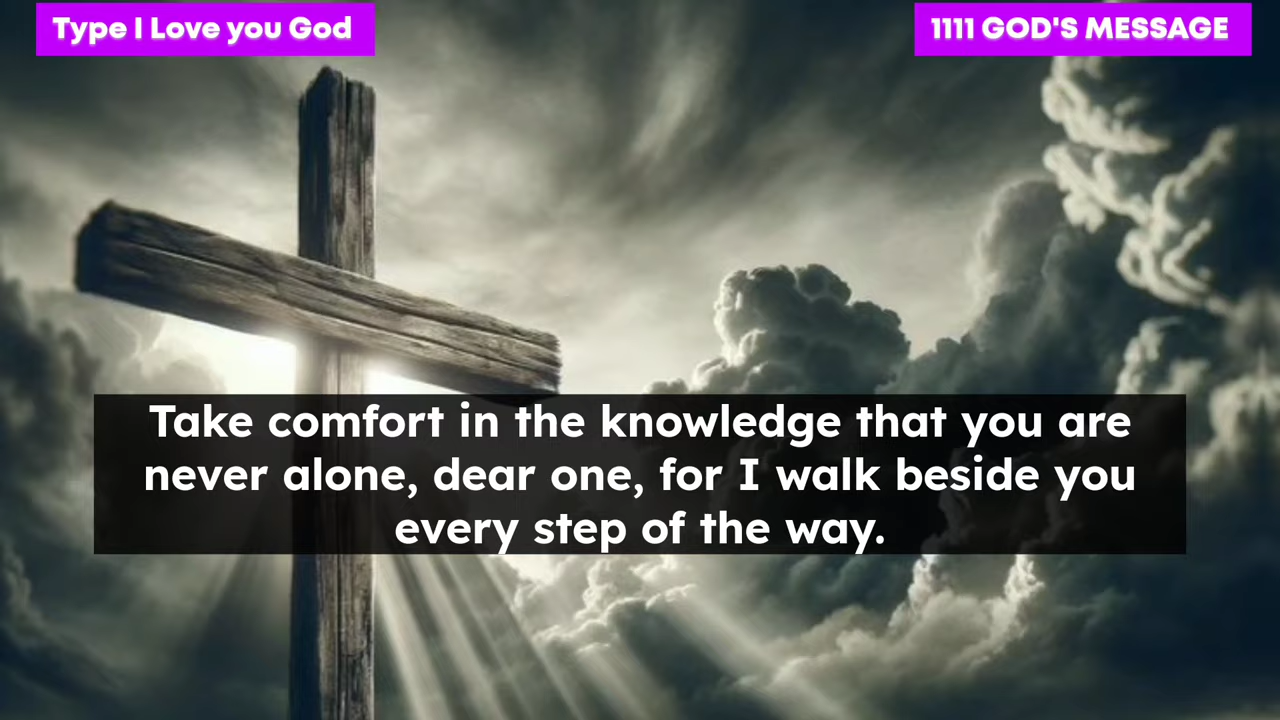 Type I Love you God
1111 GOD'S MESSAGE
Take comfort in the knowledge that you are
never alone, dear one, for I walk beside you
every step of the way.